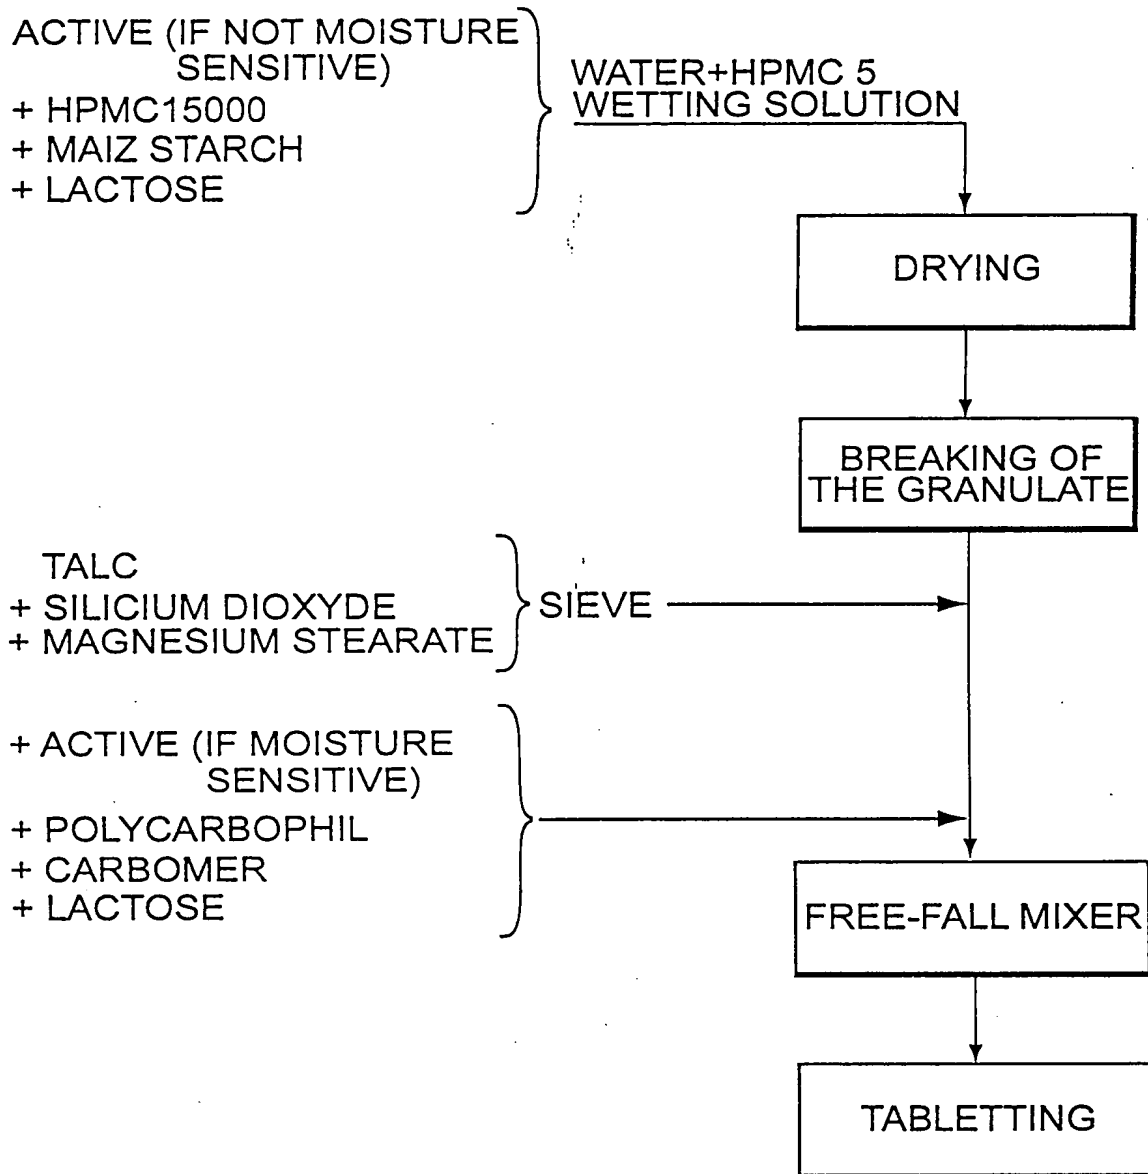 ACTIVE (IF NOT MOISTURE
SENSITIVE)
+ HPMC15000
+ MAIZ STARCH
+ LACTOSE
WATER+HPMC 5
WETTING SOLUTION
DRYING
BREAKING OF
THE GRANULATE
TALC
+ SILICIUM DIOXYDE
+ MAGNESIUM STEARATE
SIEVE
+ ACTIVE (IF MOISTURE
SENSITIVE)
+ POLYCARBOPHIL
+ CARBOMER
+ LACTOSE
FREE-FALL MIXER
TABLETTING